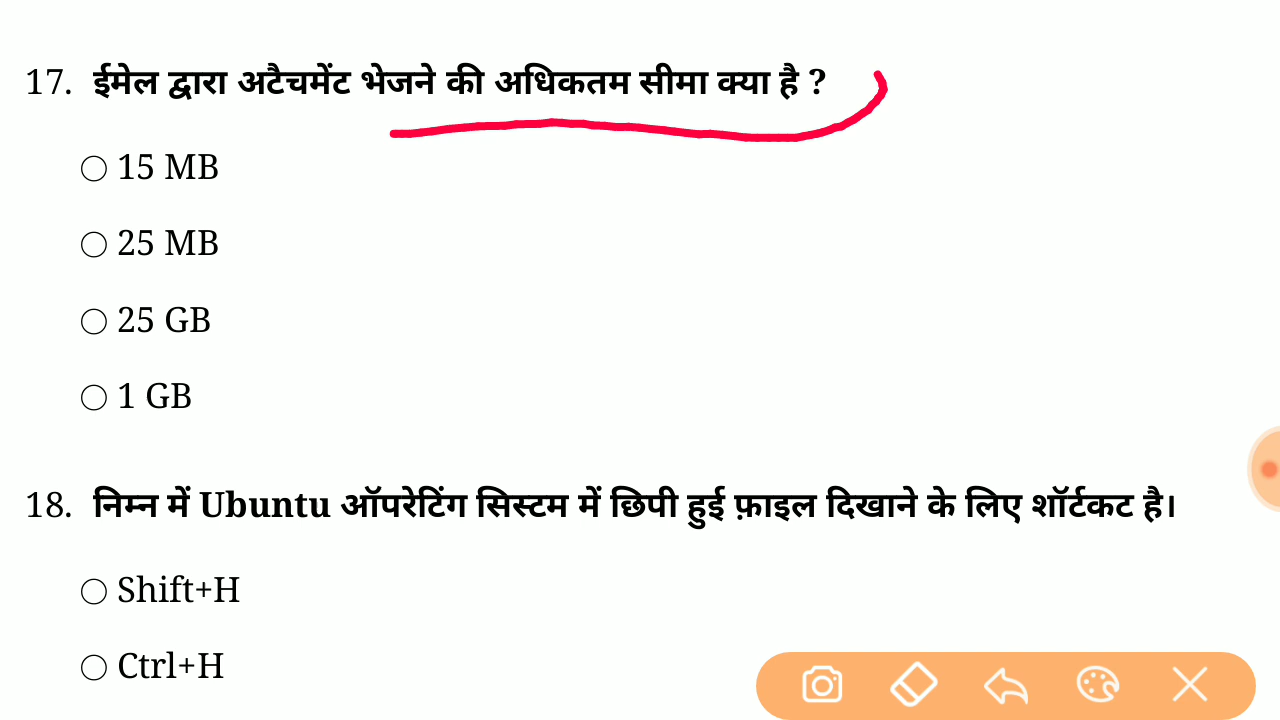 17. ईमेल द्वारा अटैचमेंट भेजने की अधिकतम सीमा क्या है ?
15 MB
25 MB
25 GB
1 GB
18. निम्न में Ubuntu ऑपरेटिंग सिस्टम में छिपी हुई फ़ाइल दिखाने के लिए शॉर्टकट है।
Shift+H
Ctrl+H